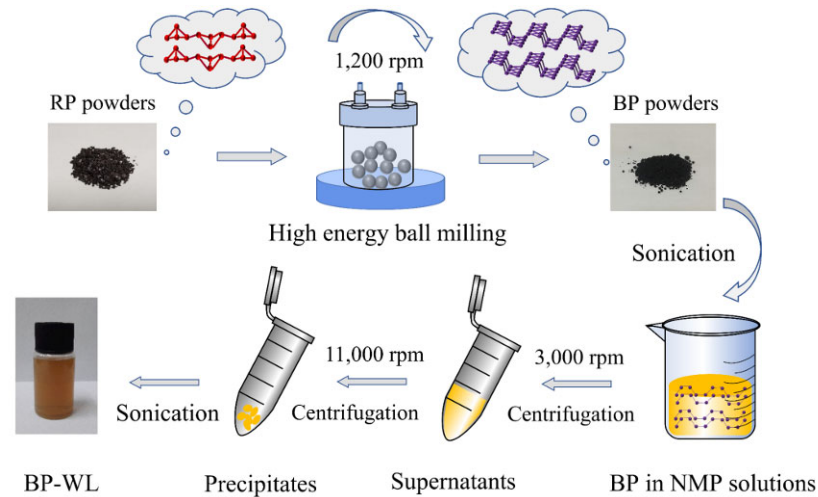 1,200 rpm
RP powders
BP powders
High energy ball milling
Sonication
11,000 rpm
3,000 rpm
Sonication
Centrifugation
Centrifugation
BP-WL
Precipitates
Supernatants
BP in NMP solutions